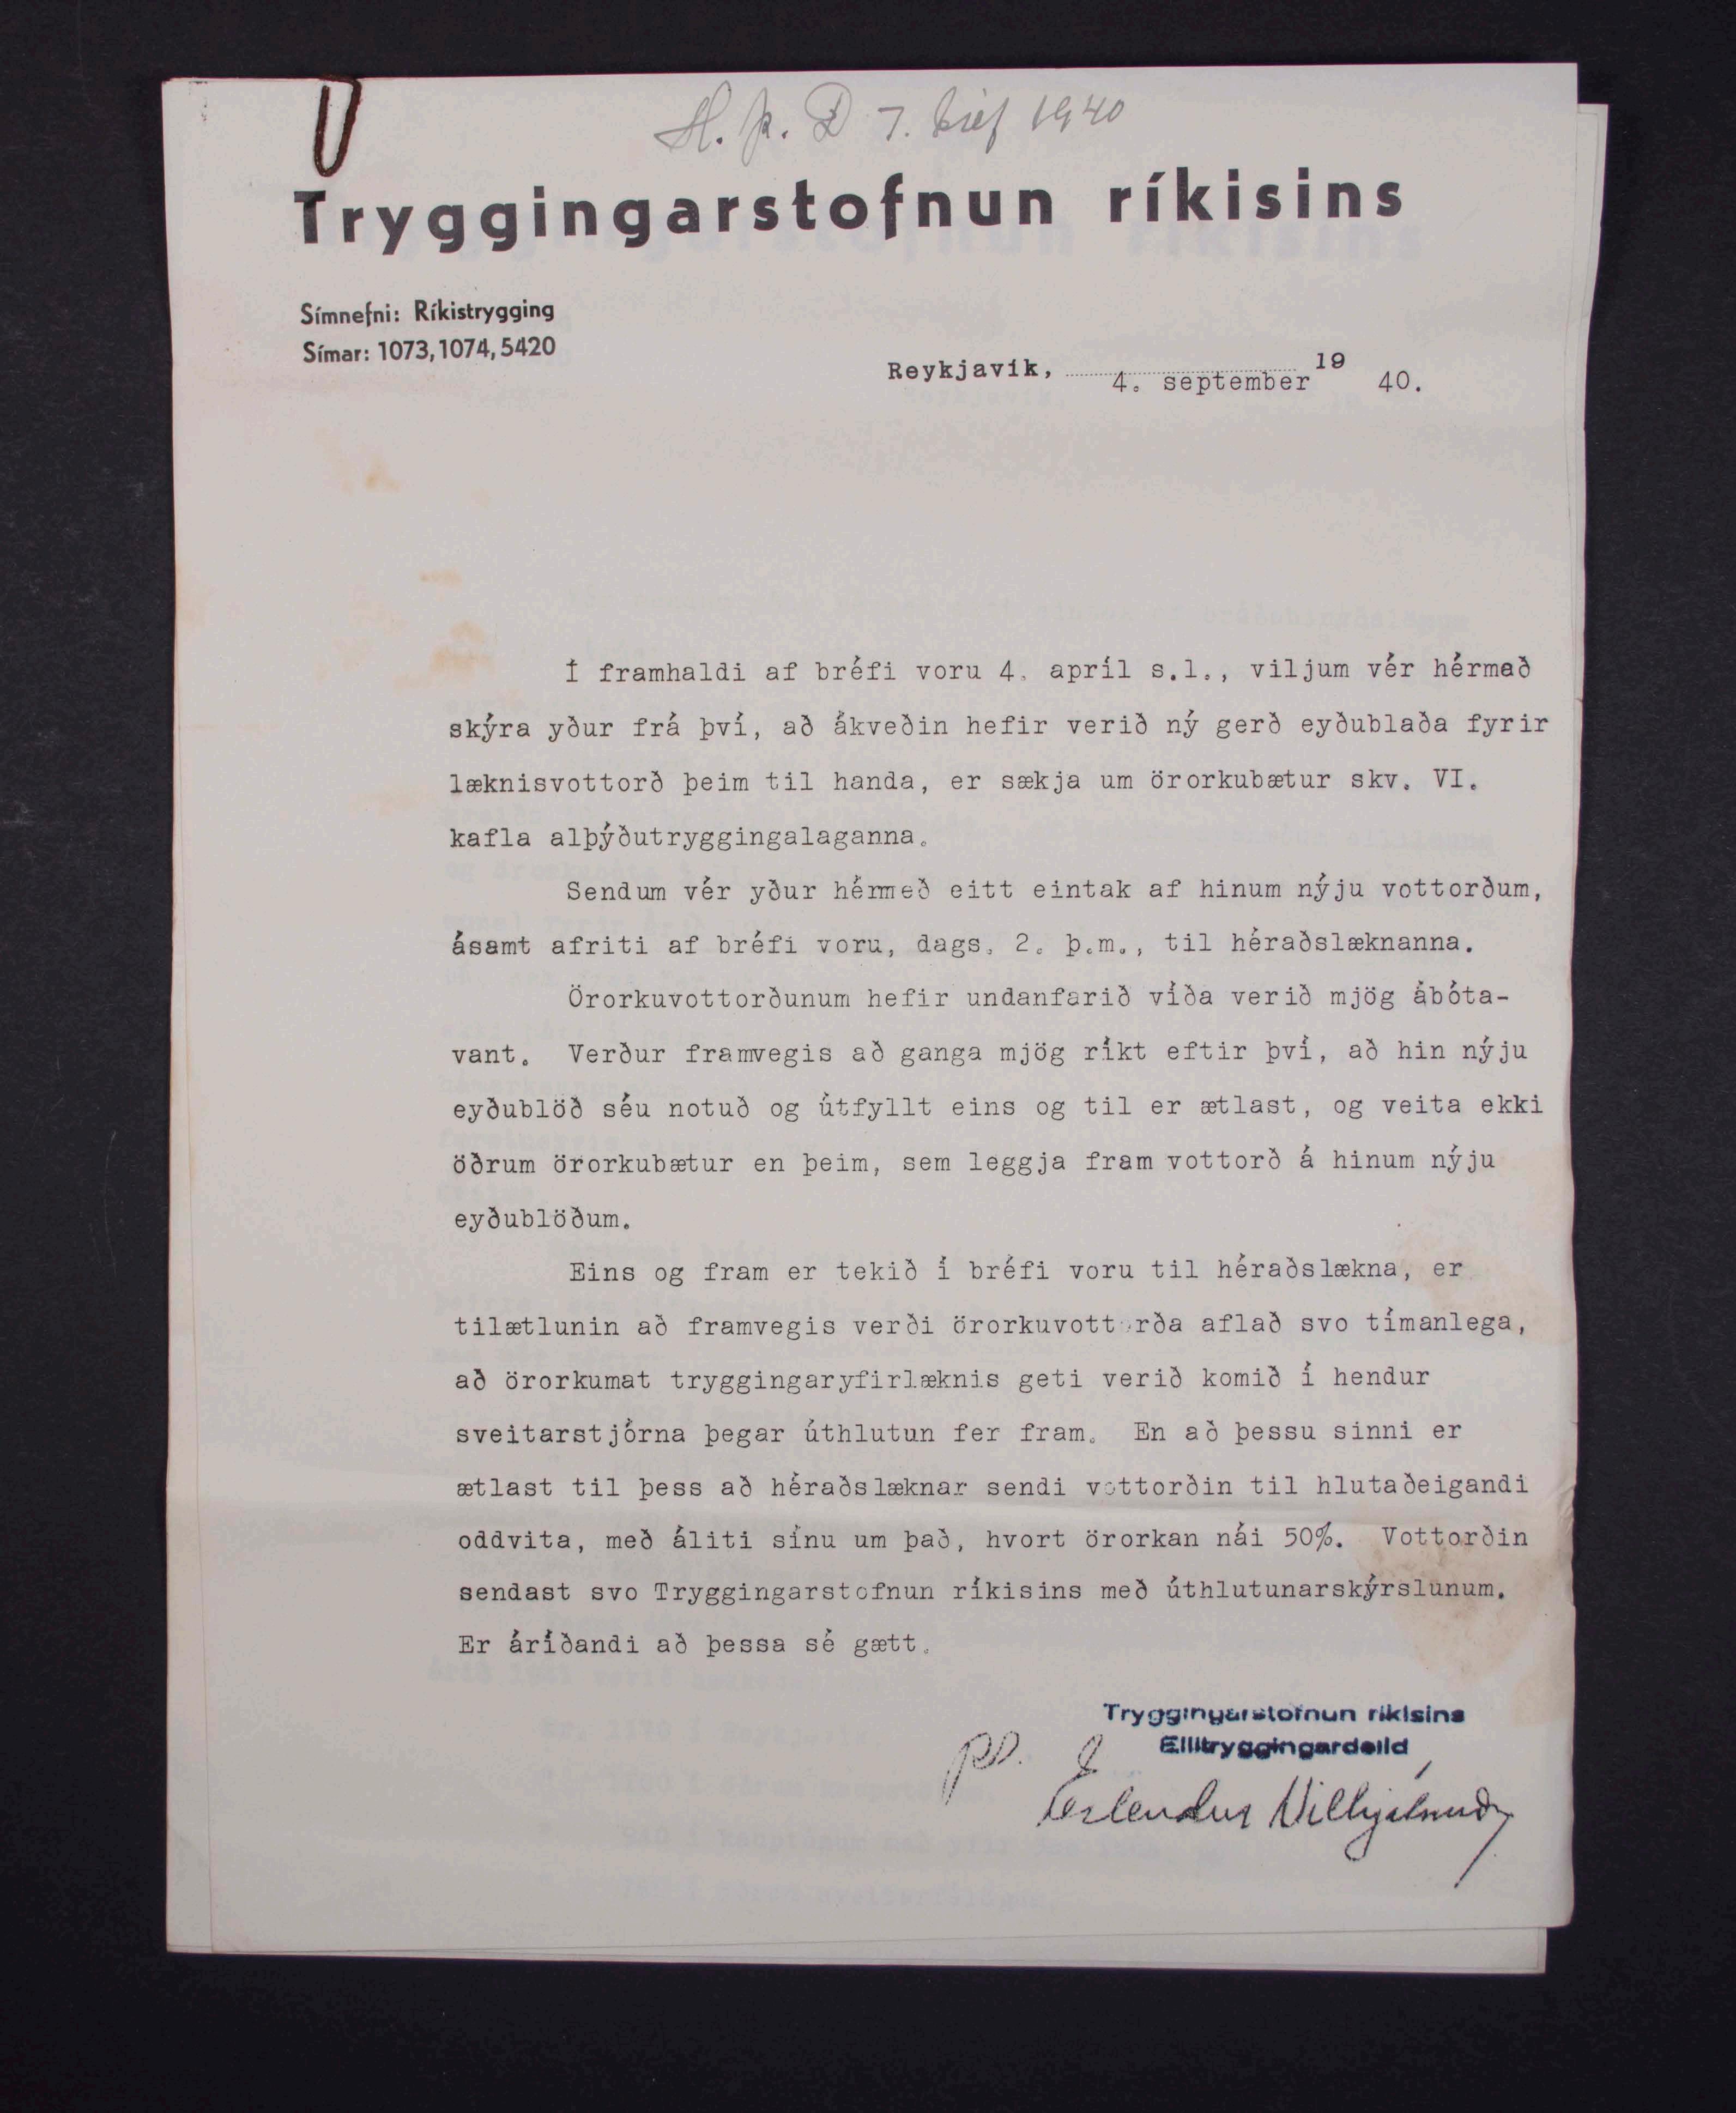 H. Þ. D 7. bréf 1940
Tryggingarstofnun ríkisins
Símnefni: Ríkistrygging
Símar: 1073, 1074, 5420
Reykjavík, 4. september 19 40.
Í framhaldi af bréfi voru 4. apríl s.l., viljum vér hérmeð
skýra yður frá því, að ákveðin hefir verið ný gerð eyðublaða fyrir
læknisvottorð þeim til handa, er sækja um örorkubætur skv. VI.
kafla alþýðutryggingalaganna.
Sendum vér yður hérmeð eitt eintak af hinum nýju vottorðum,
ásamt afriti af bréfi voru, dags. 2. þ.m., til héraðslæknanna.
Örorkuvottorðunum hefir undanfarið víða verið mjög ábóta-
vant. Verður framvegis að ganga mjög ríkt eftir því, að hin nýju
eyðublöð séu notuð og útfyllt eins og til er ætlast, og veita ekki
öðrum örorkubætur en þeim, sem leggja fram vottorð á hinum nýju
eyðublöðum.
Eins og fram er tekið í bréfi voru til héraðslækna, er
tilætlunin að framvegis verði örorkuvottorða aflað svo tímanlega,
að örorkumat tryggingaryfirlæknis geti verið komið í hendur
sveitarstjórna þegar úthlutun fer fram. En að þessu sinni er
ætlast til þess að héraðslæknar sendi vottorðin til hlutaðeigandi
oddvita, með áliti sínu um það, hvort örorkan nái 50%. Vottorðin
sendast svo Tryggingarstofnun ríkisins með úthlutunarskýrslunum.
Er áríðandi að þessa sé gætt.
Tryggingarstofnun ríkisins
Ellitryggingardeild
pp.
Erlendur Vilhjálmsson